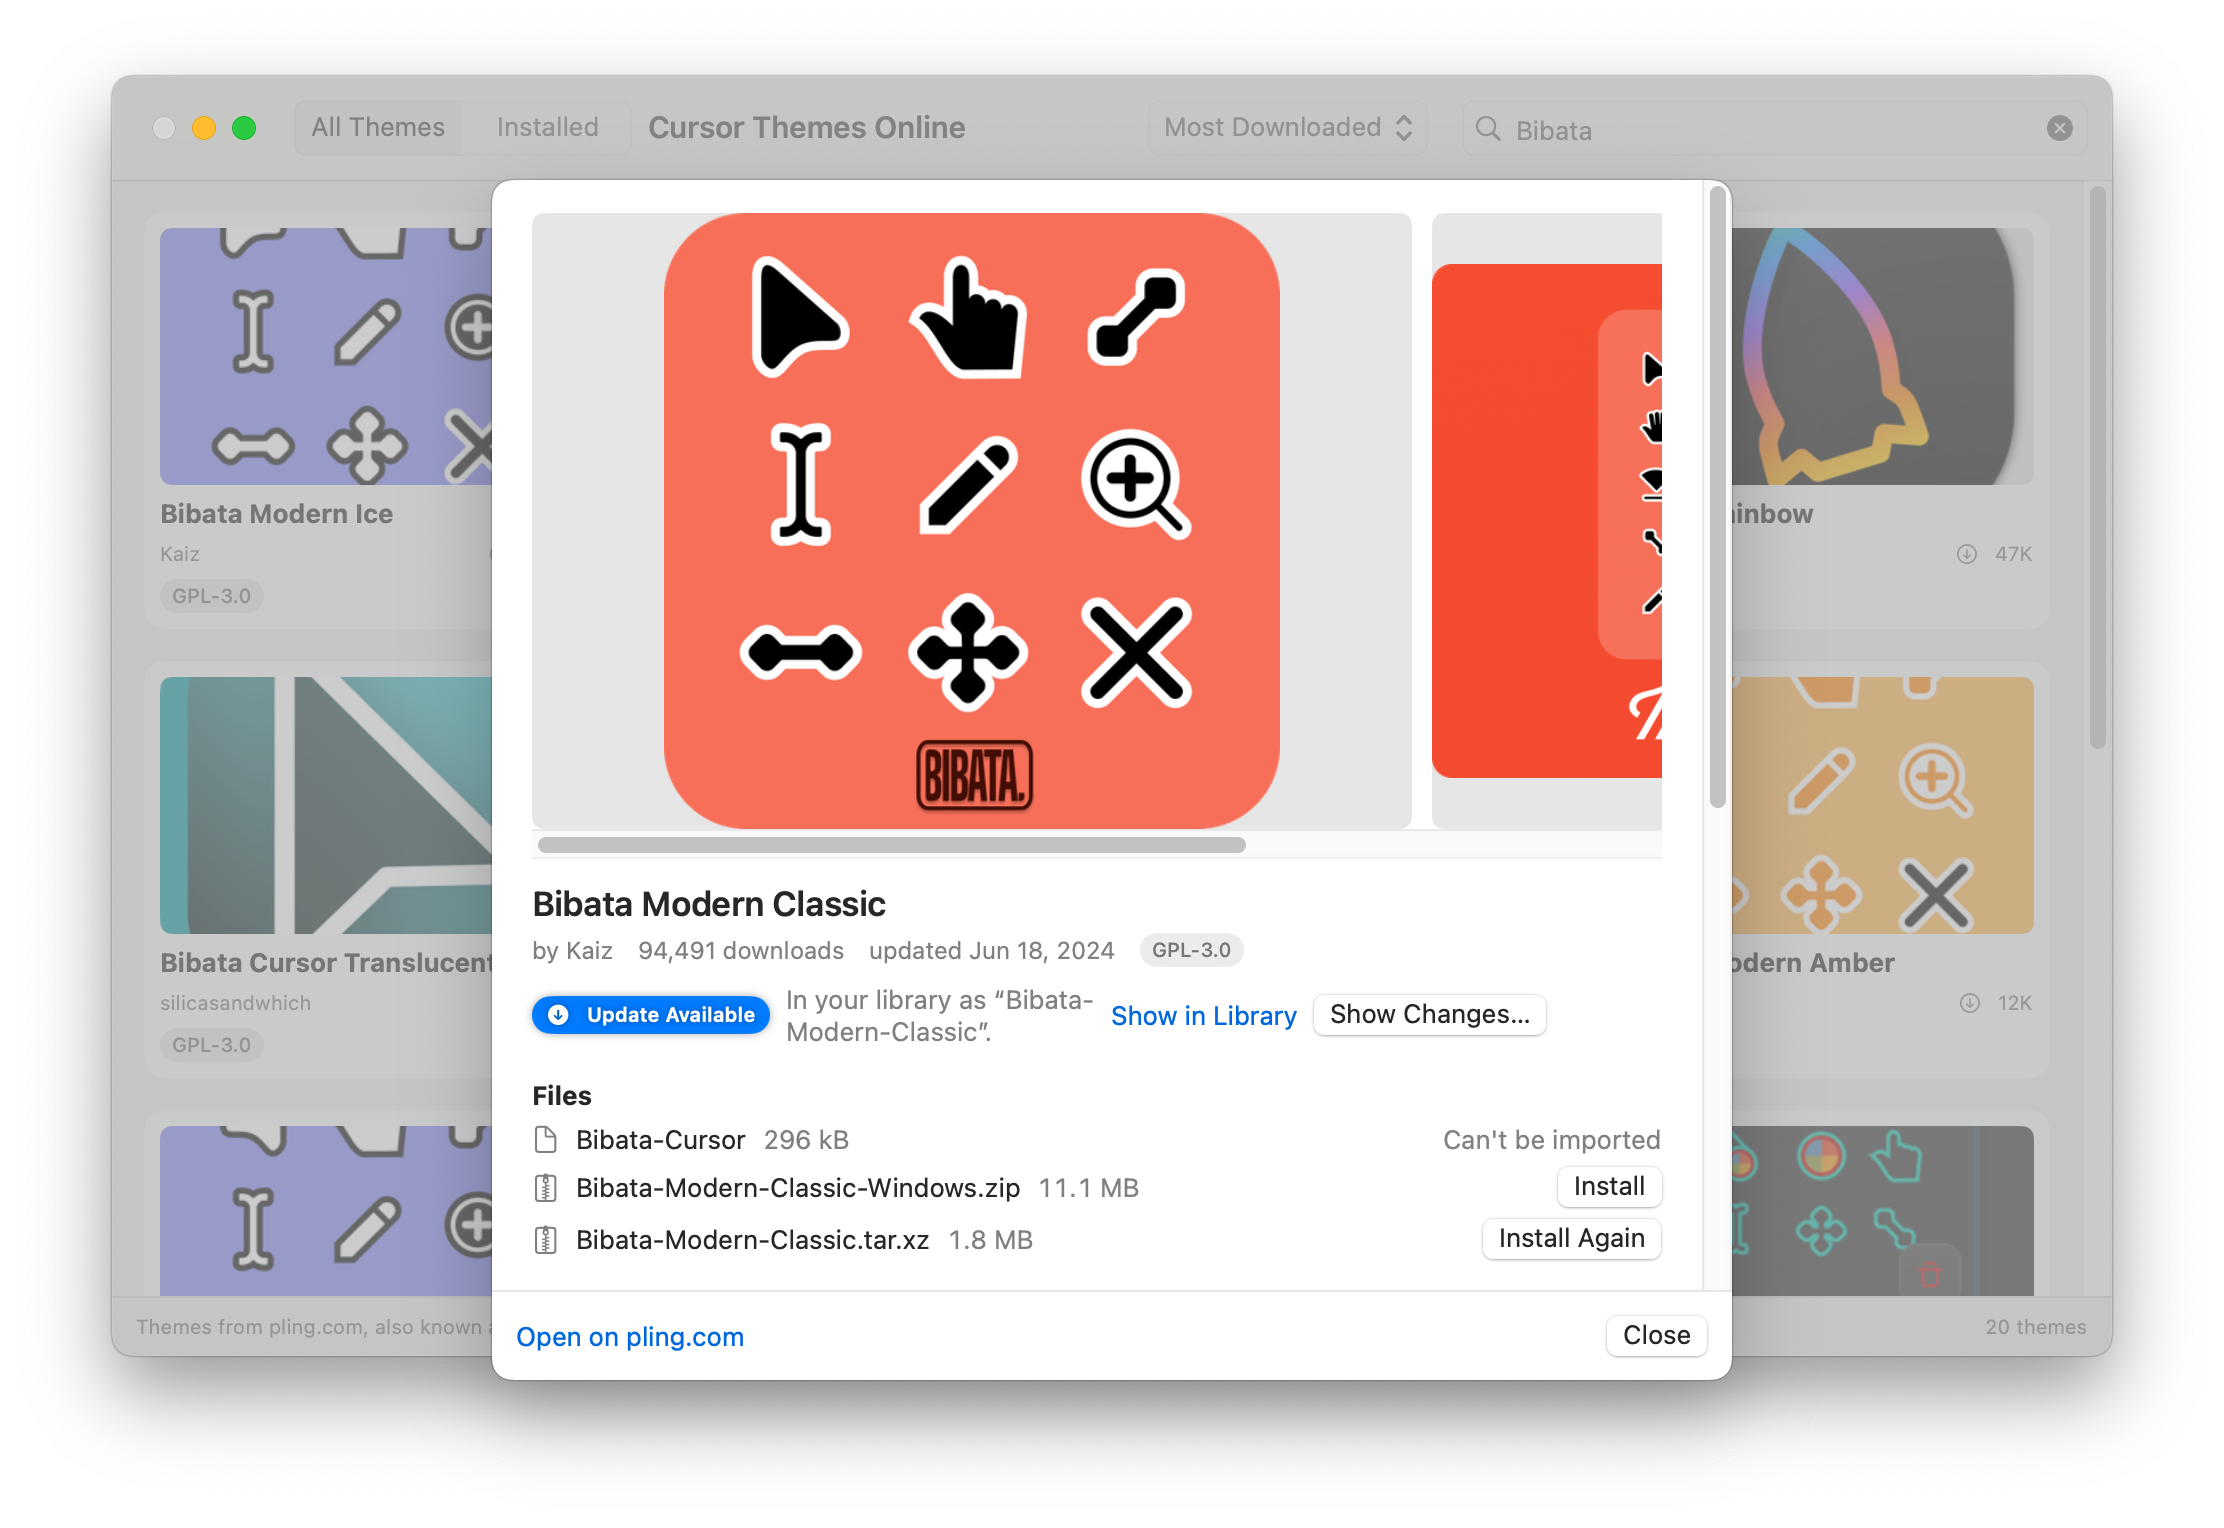 All Themes
Installed
Cursor Themes Online
Most Downloaded
Bibata
Bibata Modern Ice
Kaiz
GPL-3.0
47K
Bibata Cursor Translucent
silicasandwhich
GPL-3.0
Amber
12K
BIBATA.
Bibata Modern Classic
by Kaiz 94,491 downloads updated Jun 18, 2024 GPL-3.0
Update Available
In your library as “Bibata-
Modern-Classic”.
Show in Library
Show Changes...
Files
Bibata-Cursor 296 kB Can't be imported
Bibata-Modern-Classic-Windows.zip 11.1 MB Install
Bibata-Modern-Classic.tar.xz 1.8 MB Install Again
Themes from pling.com, also known
20 themes
Open on pling.com
Close